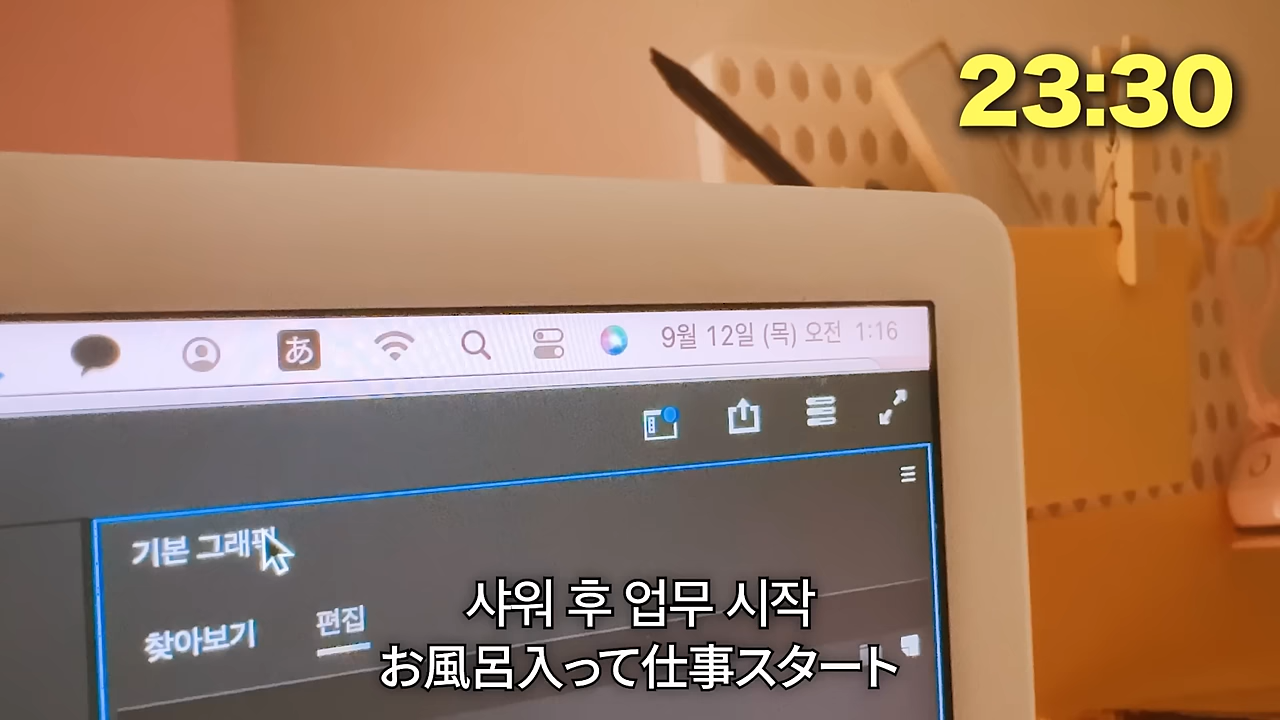 23:30
あ 9월 12일 (목) 오전 1:16
기본 그래픽
찾아보기 편집
샤워 후 업무 시작
お風呂入って仕事スタート